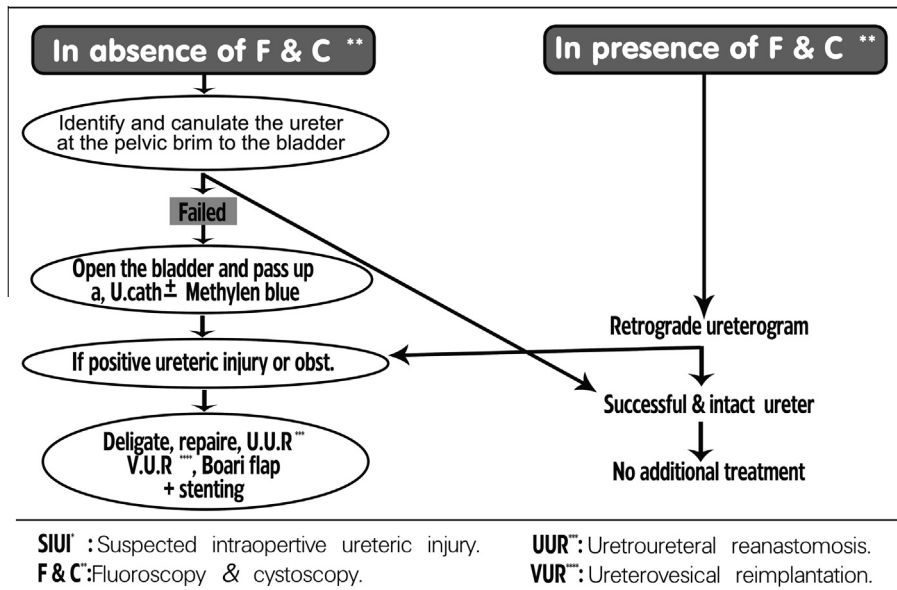 In absence of F & C **
In presence of F & C **
Identify and canulate the ureter
at the pelvic brim to the bladder
Failed
Open the bladder and pass up
a, U.cath± Methylen blue
Retrograde ureterogram
If positive ureteric injury or obst.
Successful & intact ureter
Deligate, repaire, U.U.R***
V.U.R****, Boari flap
+ stenting
No additional treatment
SIUI* : Suspected intraopertive ureteric injury.
F & C**:Fluoroscopy & cystoscopy.
UUR***: Uretroureteral reanastomosis.
VUR****: Ureterovesical reimplantation.